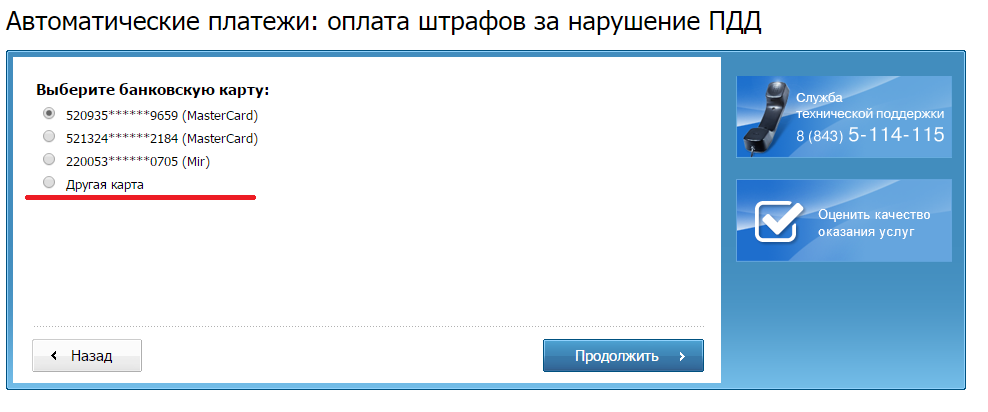 Автоматические платежи: оплата штрафов за нарушение ПДД
Выберите банковскую карту:
520935******9659 (MasterCard)
521324******2184 (MasterCard)
220053******0705 (Mir)
Другая карта
Назад
Продолжить
Служба
технической поддержки
8 (843) 5-114-115
Оценить качество
оказания услуг